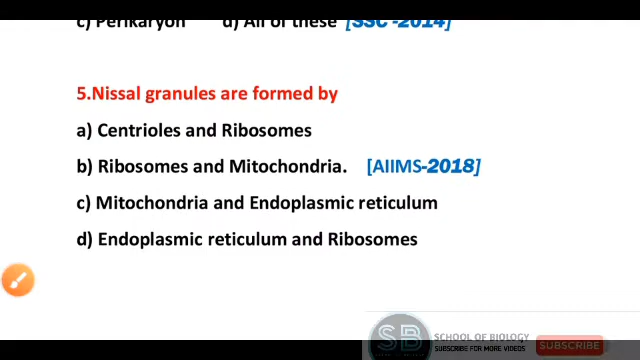 c) Perikaryon d) All of these [SSC -2014]
5.Nissal granules are formed by
a) Centrioles and Ribosomes
b) Ribosomes and Mitochondria. [AIIMS-2018]
c) Mitochondria and Endoplasmic reticulum
d) Endoplasmic reticulum and Ribosomes
SB
SCHOOL OF BIOLOGY
SUBSCRIBE FOR MORE VIDEOS
SUBSCRIBE